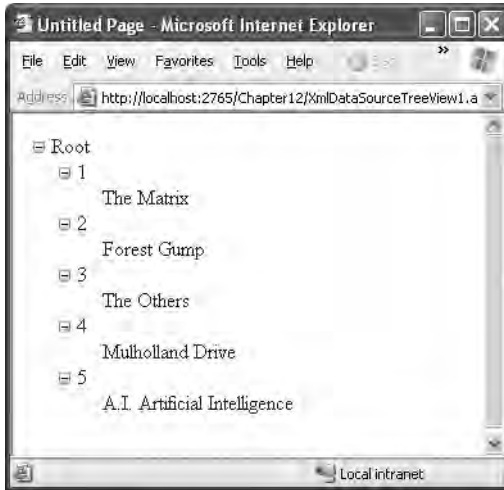 Untitled Page - Microsoft Internet Explorer
File Edit View Favorites Tools Help »
Address http://localhost:2765/Chapter12/XmlDataSourceTreeView1.a
Root
1
The Matrix
2
Forest Gump
3
The Others
4
Mulholland Drive
5
A.I. Artificial Intelligence
Local intranet